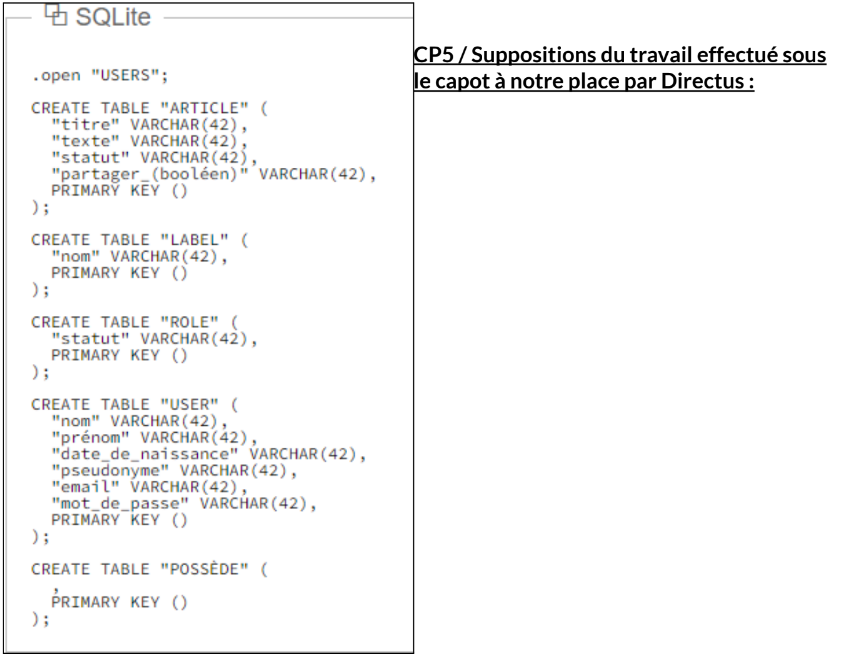 SQLite
CP5 / Suppositions du travail effectué sous
le capot à notre place par Directus :
.open "USERS";
CREATE TABLE "ARTICLE" (
"titre" VARCHAR(42),
"texte" VARCHAR(42),
"statut" VARCHAR(42),
"partager_(booléen)" VARCHAR(42),
PRIMARY KEY ()
);
CREATE TABLE "LABEL" (
"nom" VARCHAR(42),
PRIMARY KEY ()
);
CREATE TABLE "ROLE" (
"statut" VARCHAR(42),
PRIMARY KEY ()
);
CREATE TABLE "USER" (
"nom" VARCHAR(42),
"prénom" VARCHAR(42),
"date_de_naissance" VARCHAR(42),
"pseudonyme" VARCHAR(42),
"email" VARCHAR(42),
"mot_de_passe" VARCHAR(42),
PRIMARY KEY ()
);
CREATE TABLE "POSSÈDE" (
,
PRIMARY KEY ()
);